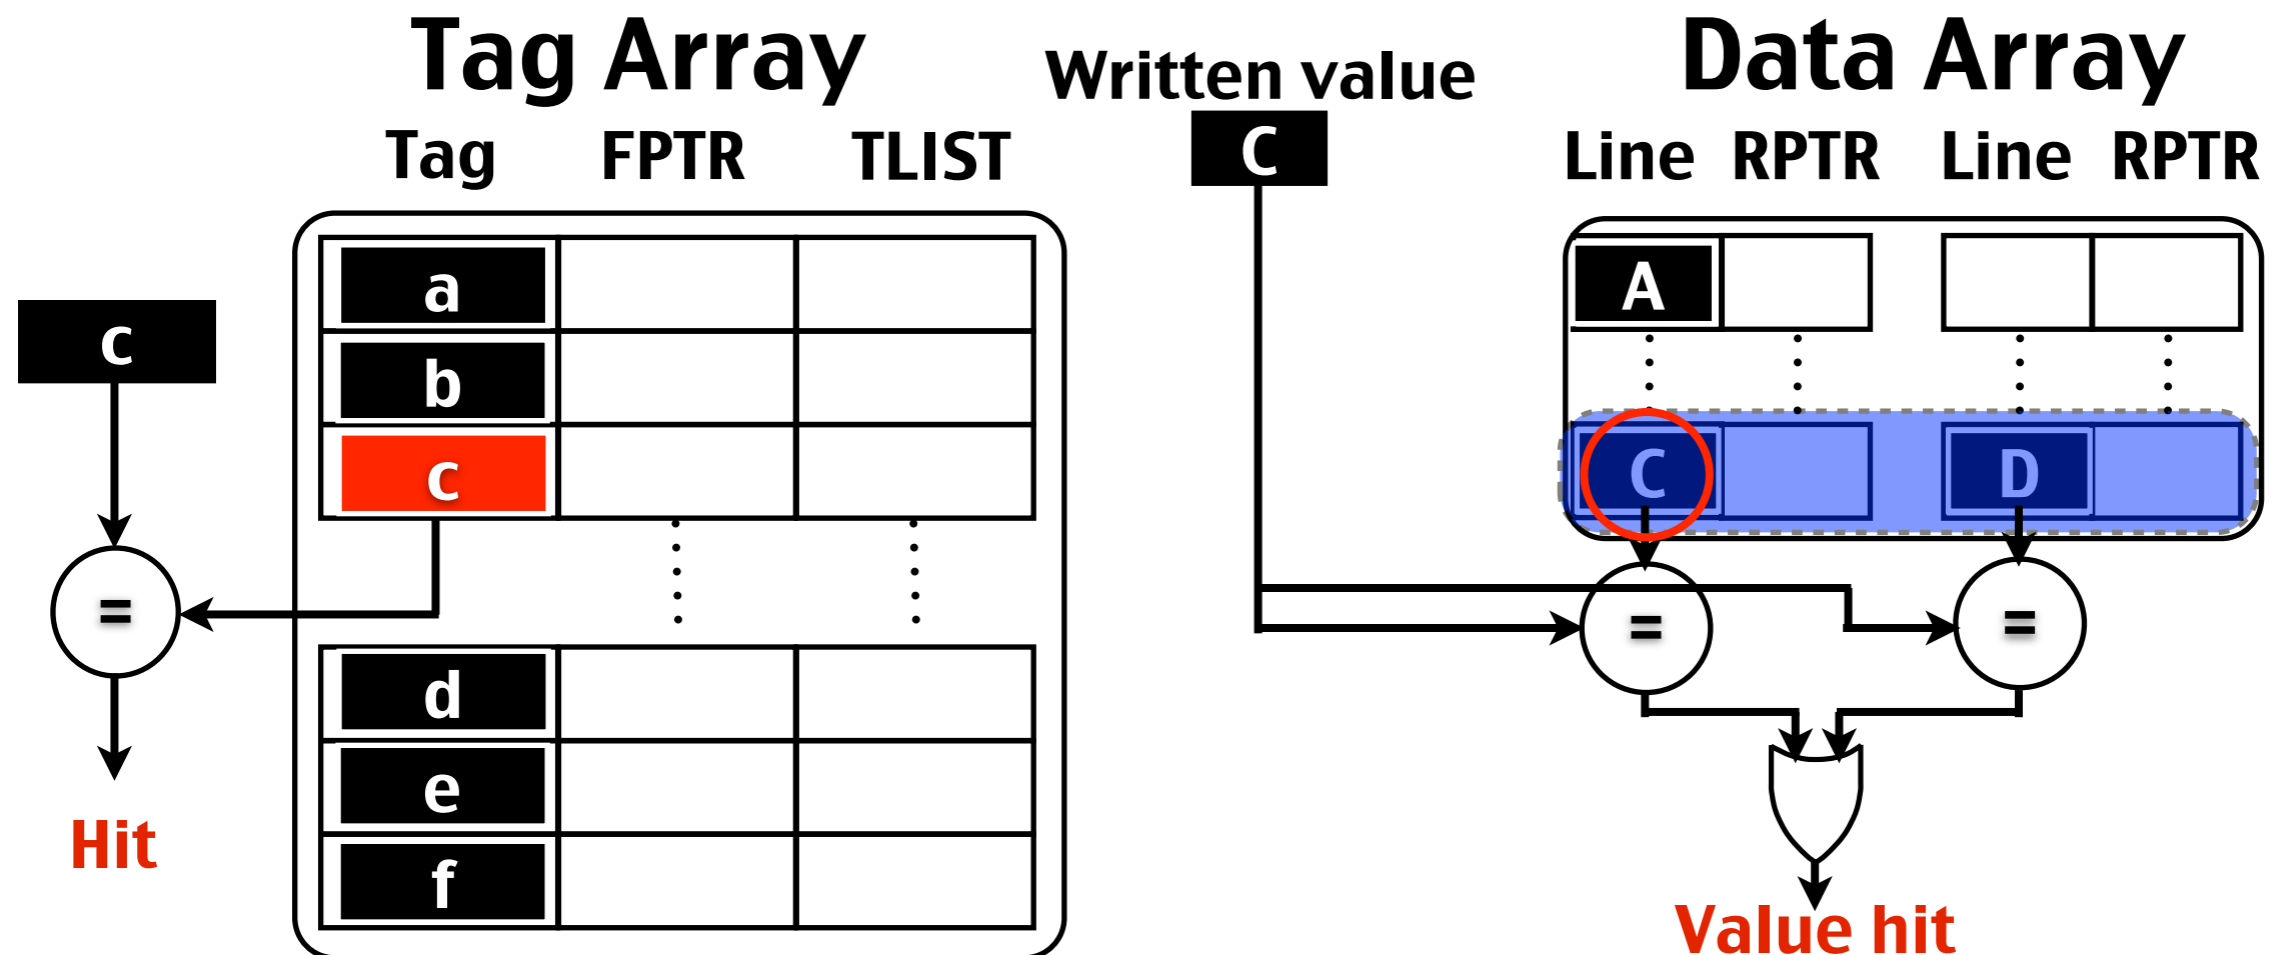 Tag Array
Written value
Data Array
Tag FPTR TLIST
C
Line RPTR Line RPTR
a
A
c
b
c
C
D
=
=
=
d
e
f
Hit
Value hit